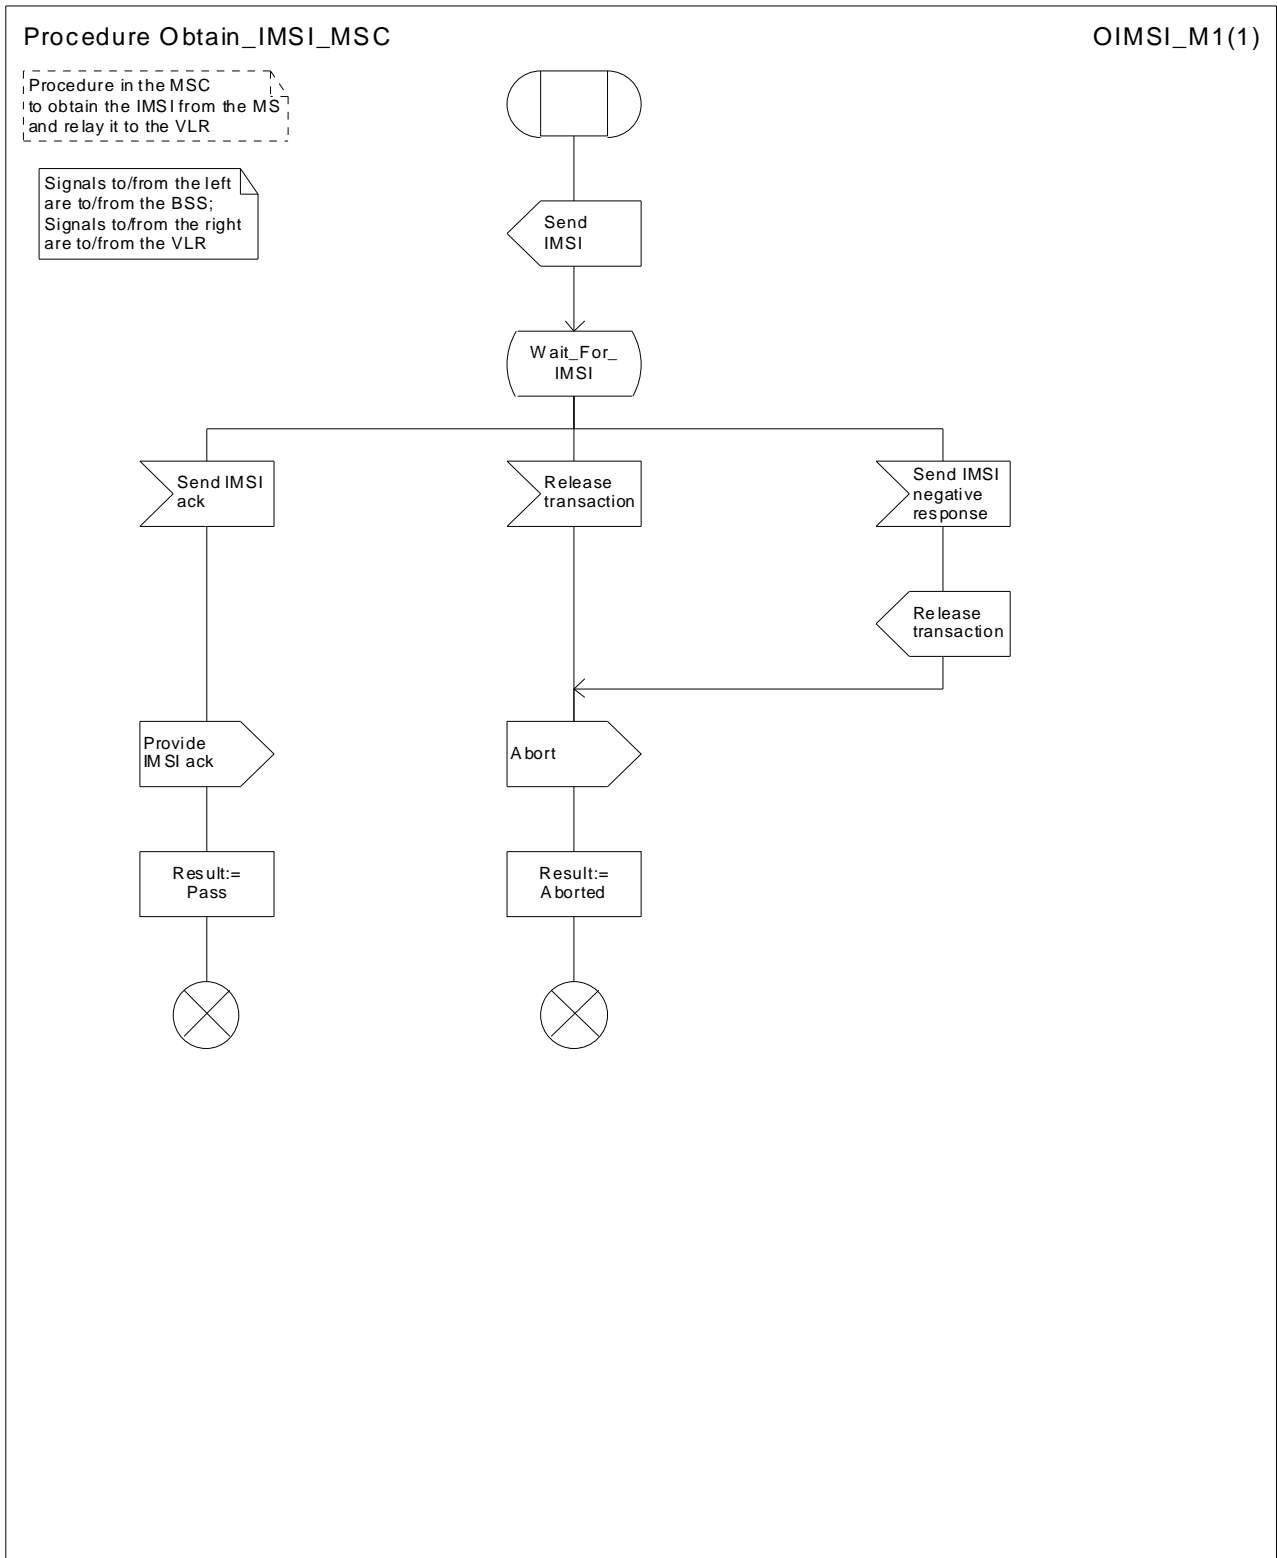 Procedure Obtain_IMSI_MSC
OIMSI_M1(1)
Procedure in the MSC
to obtain the IMSI from the MS
and relay it to the VLR
Signals to/from the left
are to/from the BSS;
Signals to/from the right
are to/from the VLR
Send
IMSI
Wait_For_
IMSI
Send IMSI
ack
Release
transaction
Send IMSI
negative
response
Release
transaction
Provide
IMSI ack
Abort
Result:=
Pass
Result:=
Aborted